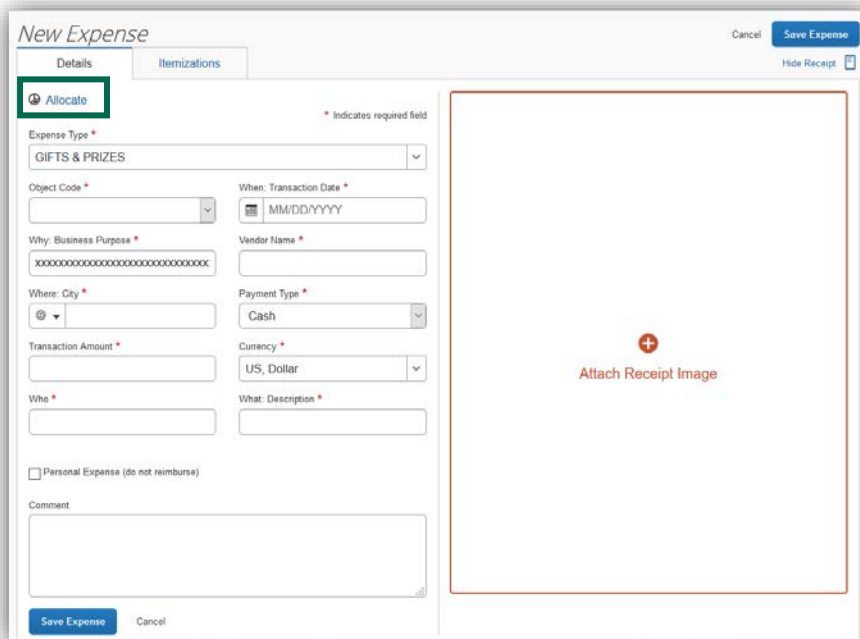 New Expense
Cancel Save Expense
Details Itemizations
Hide Receipt
Allocate
* Indicates required field
Expense Type *
GIFTS & PRIZES
Object Code * When: Transaction Date *
MM/DD/YYYY
Why: Business Purpose * Vendor Name *
XXXXXXXXXXXXXXXXXXXXXXXXXXXXXX
Where: City * Payment Type *
Cash
Transaction Amount * Currency *
US, Dollar
Attach Receipt Image
Who * What: Description *
Personal Expense (do not reimburse)
Comment
Save Expense Cancel